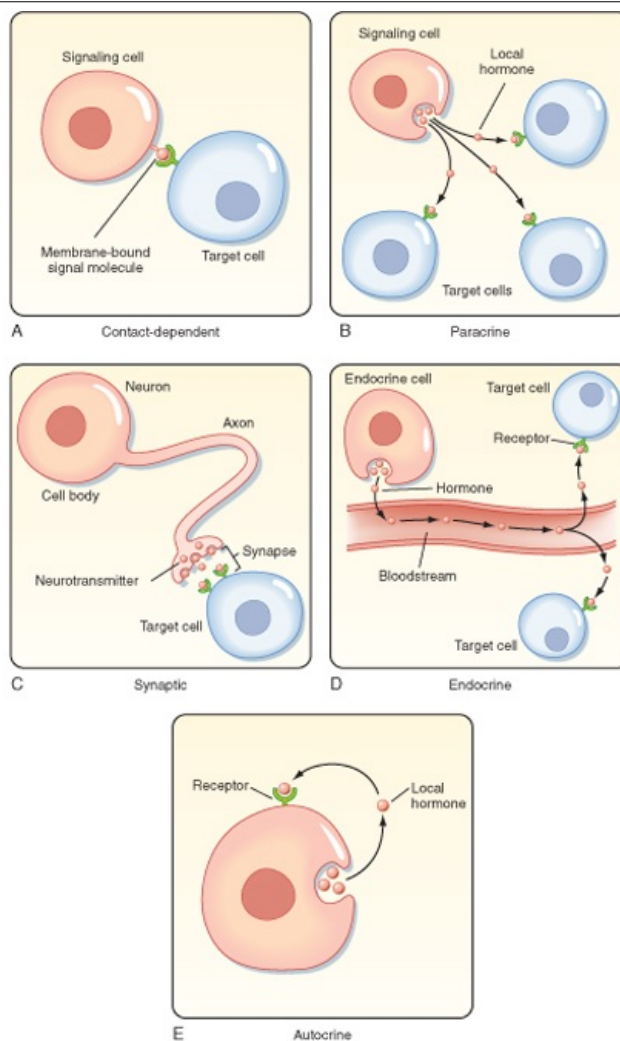 Signaling cell
Membrane-bound
signal molecule
Target cell
A
Contact-dependent
Signaling cell
Local
hormone
Target cells
B
Paracrine
Neuron
Axon
Cell body
Synapse
Neurotransmitter
Target cell
C
Synaptic
Endocrine cell
Target cell
Receptor
Hormone
Bloodstream
Target cell
D
Endocrine
Receptor
Local
hormone
E
Autocrine